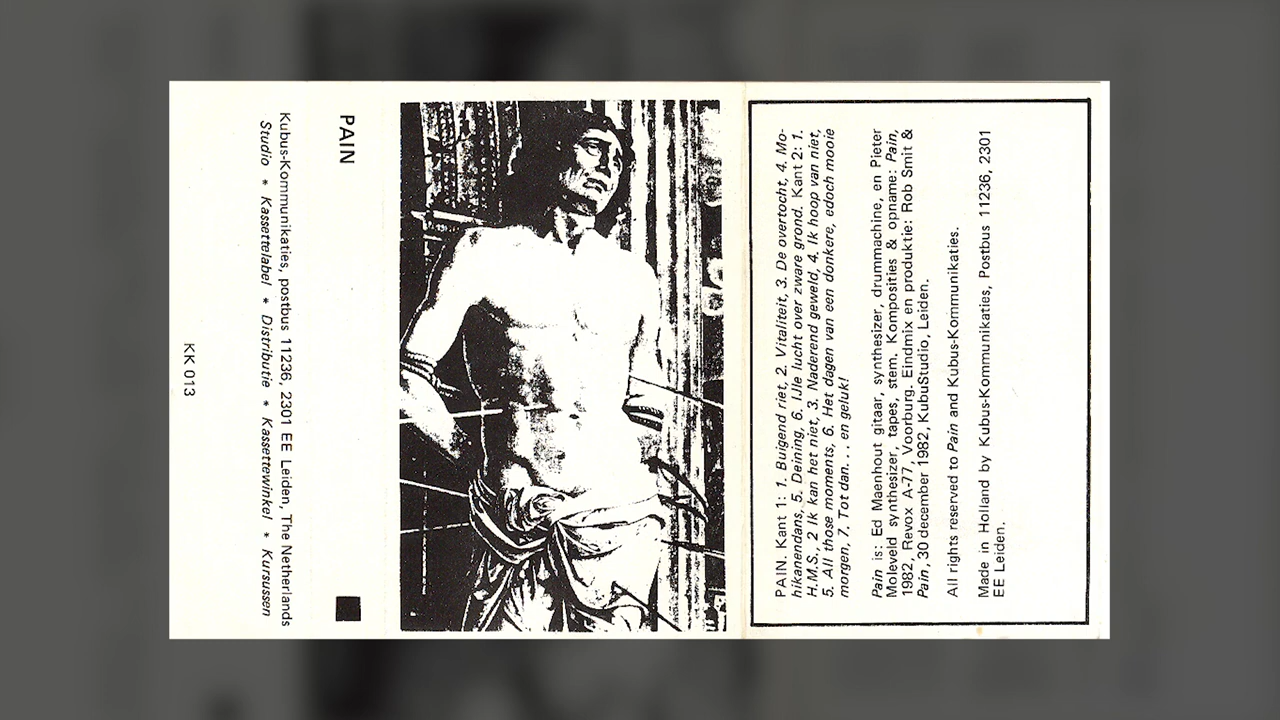 KK 013
Kubus-Kommunikaties, postbus 11236, 2301 EE Leiden, The Netherlands
Studio * Kassettelabel * Distributie * Kassettewinkel * Kursussen
PAIN
PAIN. Kant 1: 1. Buigend riet, 2. Vitaliteit, 3. De overtocht, 4. Mo-
hikanendans, 5. Deining, 6. IJle lucht over zware grond. Kant 2: 1.
H.M.S., 2 Ik kan het niet, 3. Naderend geweld, 4. Ik hoop van niet,
5. All those moments, 6. Het dagen van een donkere, edoch mooie
morgen, 7. Tot dan. . . en geluk!
Pain is: Ed Maenhout gitaar, synthesizer, drummachine, en Pieter
Moleveld synthesizer, tapes, stem. Komposities & opname: Pain,
1982, Revox A-77, Voorburg. Eindmix en produktie: Rob Smit &
Pain, 30 december 1982, KubuStudio, Leiden.
All rights reserved to Pain and Kubus-Kommunikaties.
Made in Holland by Kubus-Kommunikaties, Postbus 11236, 2301
EE Leiden.